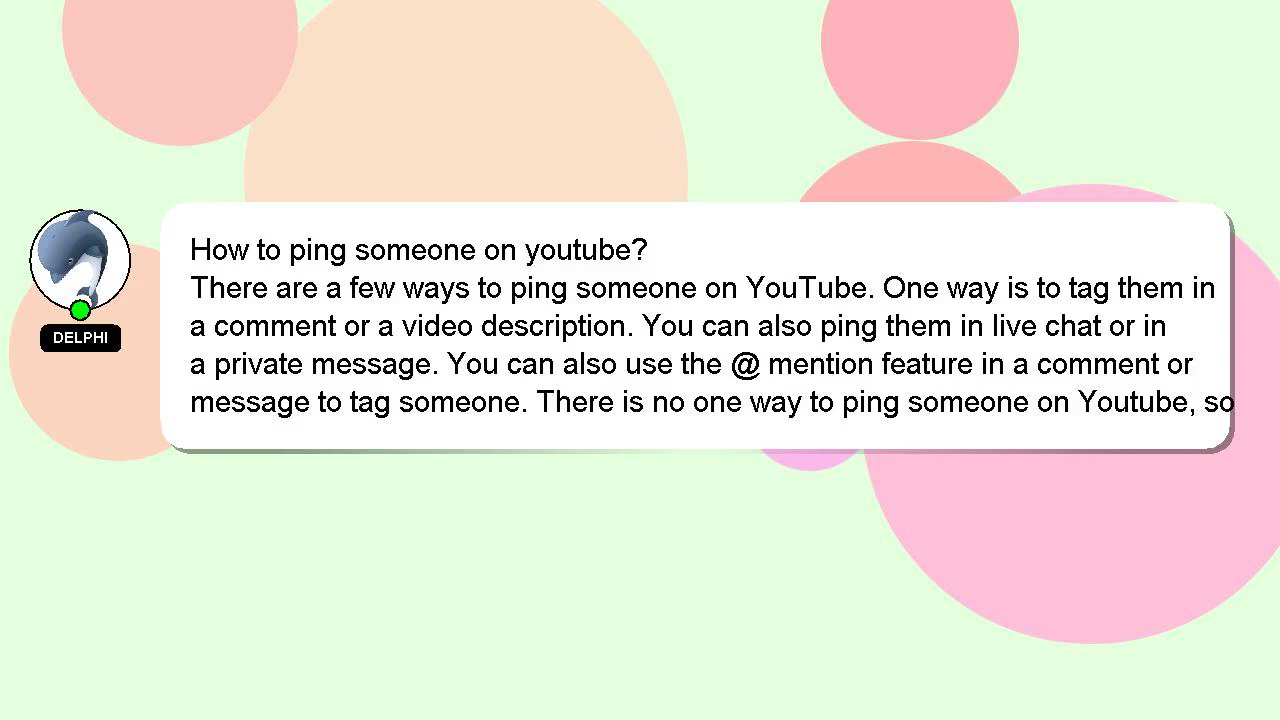 How to ping someone on youtube?
There are a few ways to ping someone on YouTube. One way is to tag them in
a comment or a video description. You can also ping them in live chat or in
a private message. You can also use the @ mention feature in a comment or
message to tag someone. There is no one way to ping someone on Youtube, so
DELPHI